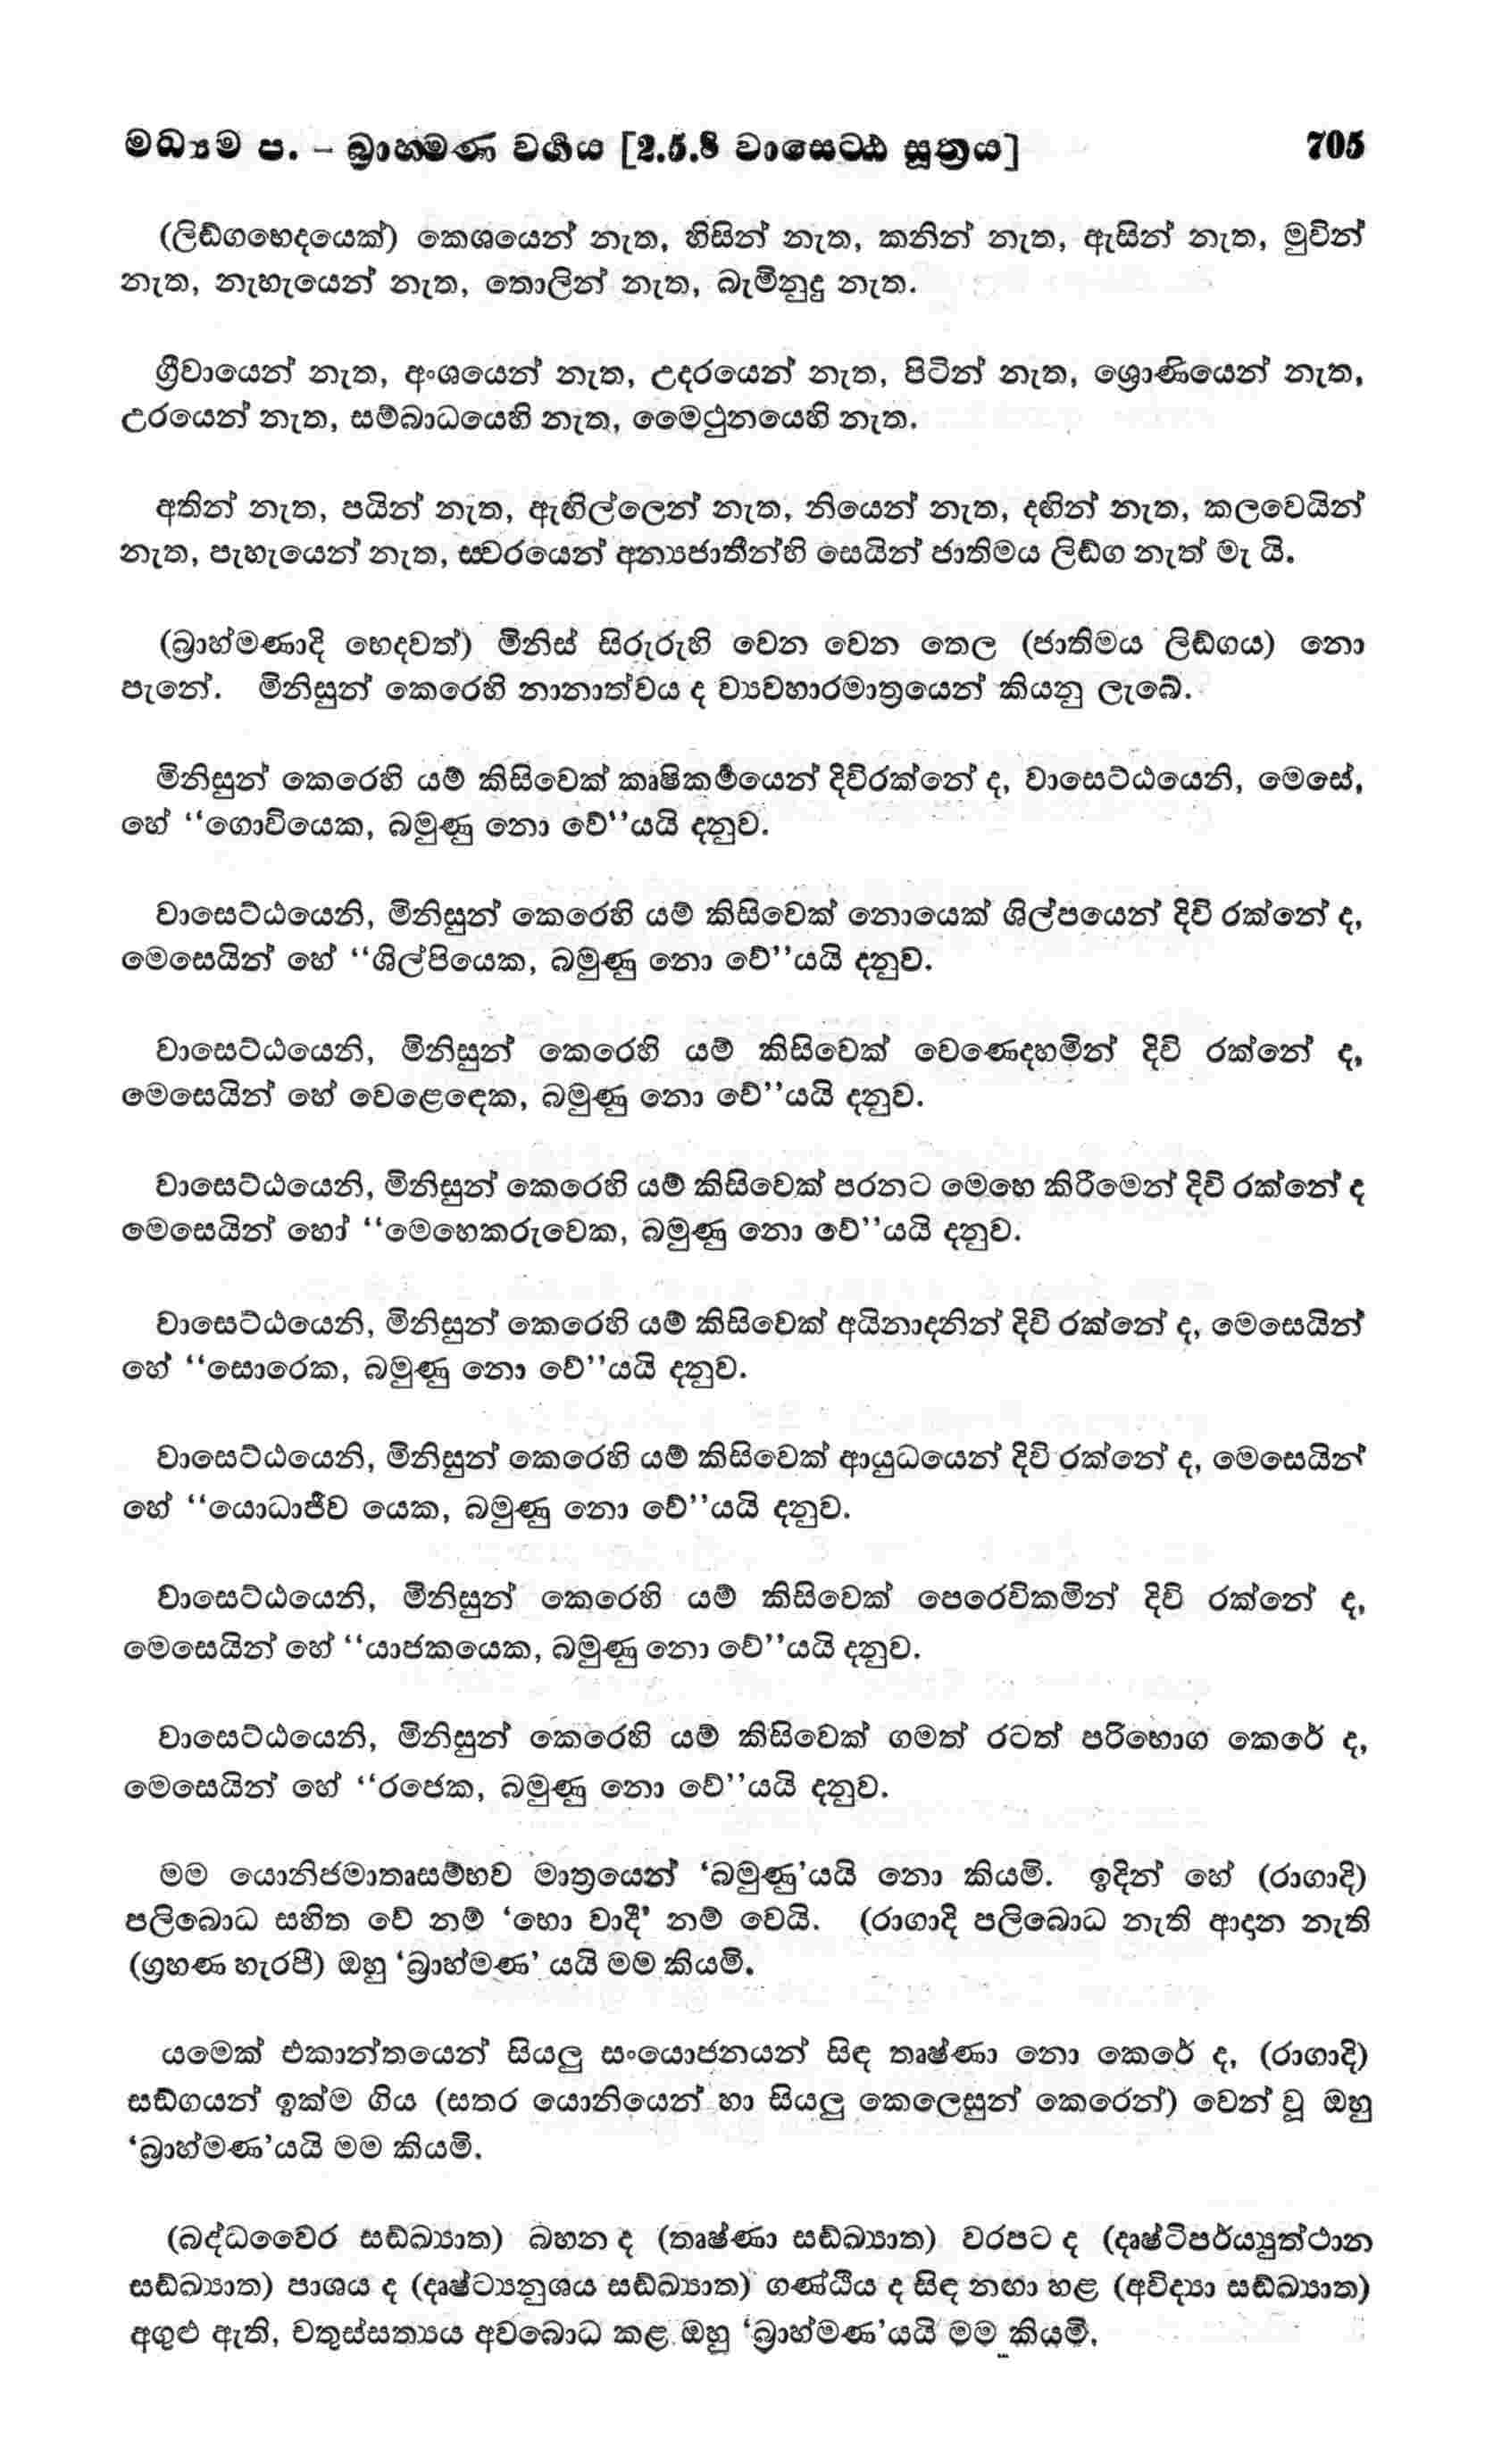 මධ්‍යම ප. – බ්‍රාහමණ වර්‍ගය [2.5.8 වාසෙට්ඨ සූත්‍රය] 705
(ලිඞ්ගභෙදයෙක්) කෙශයෙන් නැත, හිසින් නැත, කනින් නැත, ඇසින් නැත, මුවින්
නැත, නැහැයෙන් නැත, තොලින් නැත, බැමිනුදු නැත.
ග්‍රීවායෙන් නැත, අංශයෙන් නැත, උදරයෙන් නැත, පිටින් නැත, ශ්‍රොණියෙන් නැත,
උරයෙන් නැත, සම්බාධයෙහි නැත, මෛථුනයෙහි නැත.
අතින් නැත, පයින් නැත, ඇඟිල්ලෙන් නැත, නියෙන් නැත, දඟින් නැත, කලවෙයින්
නැත, පැහැයෙන් නැත, ස්වරයෙන් අන්‍යජාතීන්හි සෙයින් ජාතිමය ලිඞ්ග නැත් මැ යි.
(බ්‍රාහ්මණාදි භෙදවත්) මිනිස් සිරුරුහි වෙන වෙන තෙල (ජාතිමය ලිඞ්ගය) නො
පැනේ. මිනිසුන් කෙරෙහි නානාත්වය ද ව්‍යවහාරමාත්‍රයෙන් කියනු ලැබේ.
මිනිසුන් කෙරෙහි යම් කිසිවෙක් කෘෂිකර්‍මයෙන් දිවිරක්නේ ද, වාසෙට්ඨයෙනි, මෙසේ,
හේ “ගොවියෙක, බමුණු නො වේ”යයි දනුව.
වාසෙට්ඨයෙනි, මිනිසුන් කෙරෙහි යම් කිසිවෙක් නොයෙක් ශිල්පයෙන් දිවි රක්නේ ද,
මෙසෙයින් හේ “ශිල්පියෙක, බමුණු නො වේ”යයි දනුව.
වාසෙට්ඨයෙනි, මිනිසුන් කෙරෙහි යම් කිසිවෙක් වෙණෙදහමින් දිවි රක්නේ ද,
මෙසෙයින් හේ වෙළෙඳෙක, බමුණු නො වේ”යයි දනුව.
වාසෙට්ඨයෙනි, මිනිසුන් කෙරෙහි යම් කිසිවෙක් පරනට මෙහෙ කිරීමෙන් දිවි රක්නේ ද
මෙසෙයින් හෝ “මෙහෙකරුවෙක, බමුණු නො වේ”යයි දනුව.
වාසෙට්ඨයෙනි, මිනිසුන් කෙරෙහි යම් කිසිවෙක් අයිනාදනින් දිවි රක්නේ ද, මෙසෙයින්
හේ “සොරෙක, බමුණු නො වේ”යයි දනුව.
වාසෙට්ඨයෙනි, මිනිසුන් කෙරෙහි යම් කිසිවෙක් ආයුධයෙන් දිවි රක්නේ ද, මෙසෙයින්
හේ “යොධාජීව යෙක, බමුණු නො වේ”යයි දනුව.
වාසෙට්ඨයෙනි, මිනිසුන් කෙරෙහි යම් කිසිවෙක් පෙරෙවිකමින් දිවි රක්නේ ද,
මෙසෙයින් හේ “යාජකයෙක, බමුණු නො වේ”යයි දනුව.
වාසෙට්ඨයෙනි, මිනිසුන් කෙරෙහි යම් කිසිවෙක් ගමත් රටත් පරිභොග කෙරේ ද,
මෙසෙයින් හේ “රජෙක, බමුණු නො වේ”යයි දනුව.
මම යොනිජමාතෘසම්භව මාත්‍රයෙන් ‘බමුණු’යයි නො කියමි. ඉදින් හේ (රාගාදි)
පලිබොධ සහිත වේ නම් ‘භො වාදී’ නම් වෙයි. (රාගාදි පලිබොධ නැති ආදාන නැති
(ග්‍රහණ හැරපී) ඔහු ‘බ්‍රාහ්මණ’ යයි මම කියමි.
යමෙක් එකාන්තයෙන් සියලු සංයොජනයන් සිඳ තෘෂ්ණා නො කෙරේ ද, (රාගාදි)
සඞ්ගයන් ඉක්ම ගිය (සතර යොනියෙන් හා සියලු කෙලෙසුන් කෙරෙන්) වෙන් වූ ඔහු
‘බ්‍රාහ්මණ’යයි මම කියමි.
(බද්ධවෛර සඞ්ඛ්‍යාත) බහන ද (තෘෂ්ණා සඞ්ඛ්‍යාත) වරපට ද (දෘෂ්ටිපර්ය්‍යුත්ථාන
සඞ්ඛ්‍යාත) පාශය ද (දෘෂ්ට්‍යනුශය සඞ්ඛ්‍යාත) ගණ්ඨිය ද සිඳ නඟා හළ (අවිද්‍යා සඞ්ඛ්‍යාත)
අගුළු ඇති, චතුස්සත්‍යය අවබොධ කළ ඔහු ‘බ්‍රාහ්මණ’යයි මම කියමි.